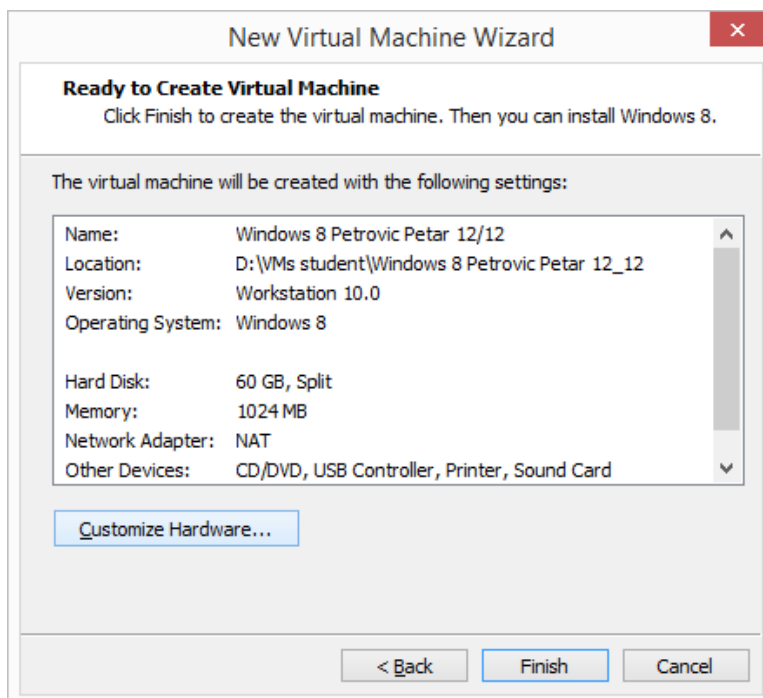 New Virtual Machine Wizard
Ready to Create Virtual Machine
Click Finish to create the virtual machine. Then you can install Windows 8.
The virtual machine will be created with the following settings:
Name: Windows 8 Petrovic Petar 12/12
Location: D:\VMs student\Windows 8 Petrovic Petar 12_12
Version: Workstation 10.0
Operating System: Windows 8
Hard Disk: 60 GB, Split
Memory: 1024 MB
Network Adapter: NAT
Other Devices: CD/DVD, USB Controller, Printer, Sound Card
Customize Hardware...
< Back Finish Cancel